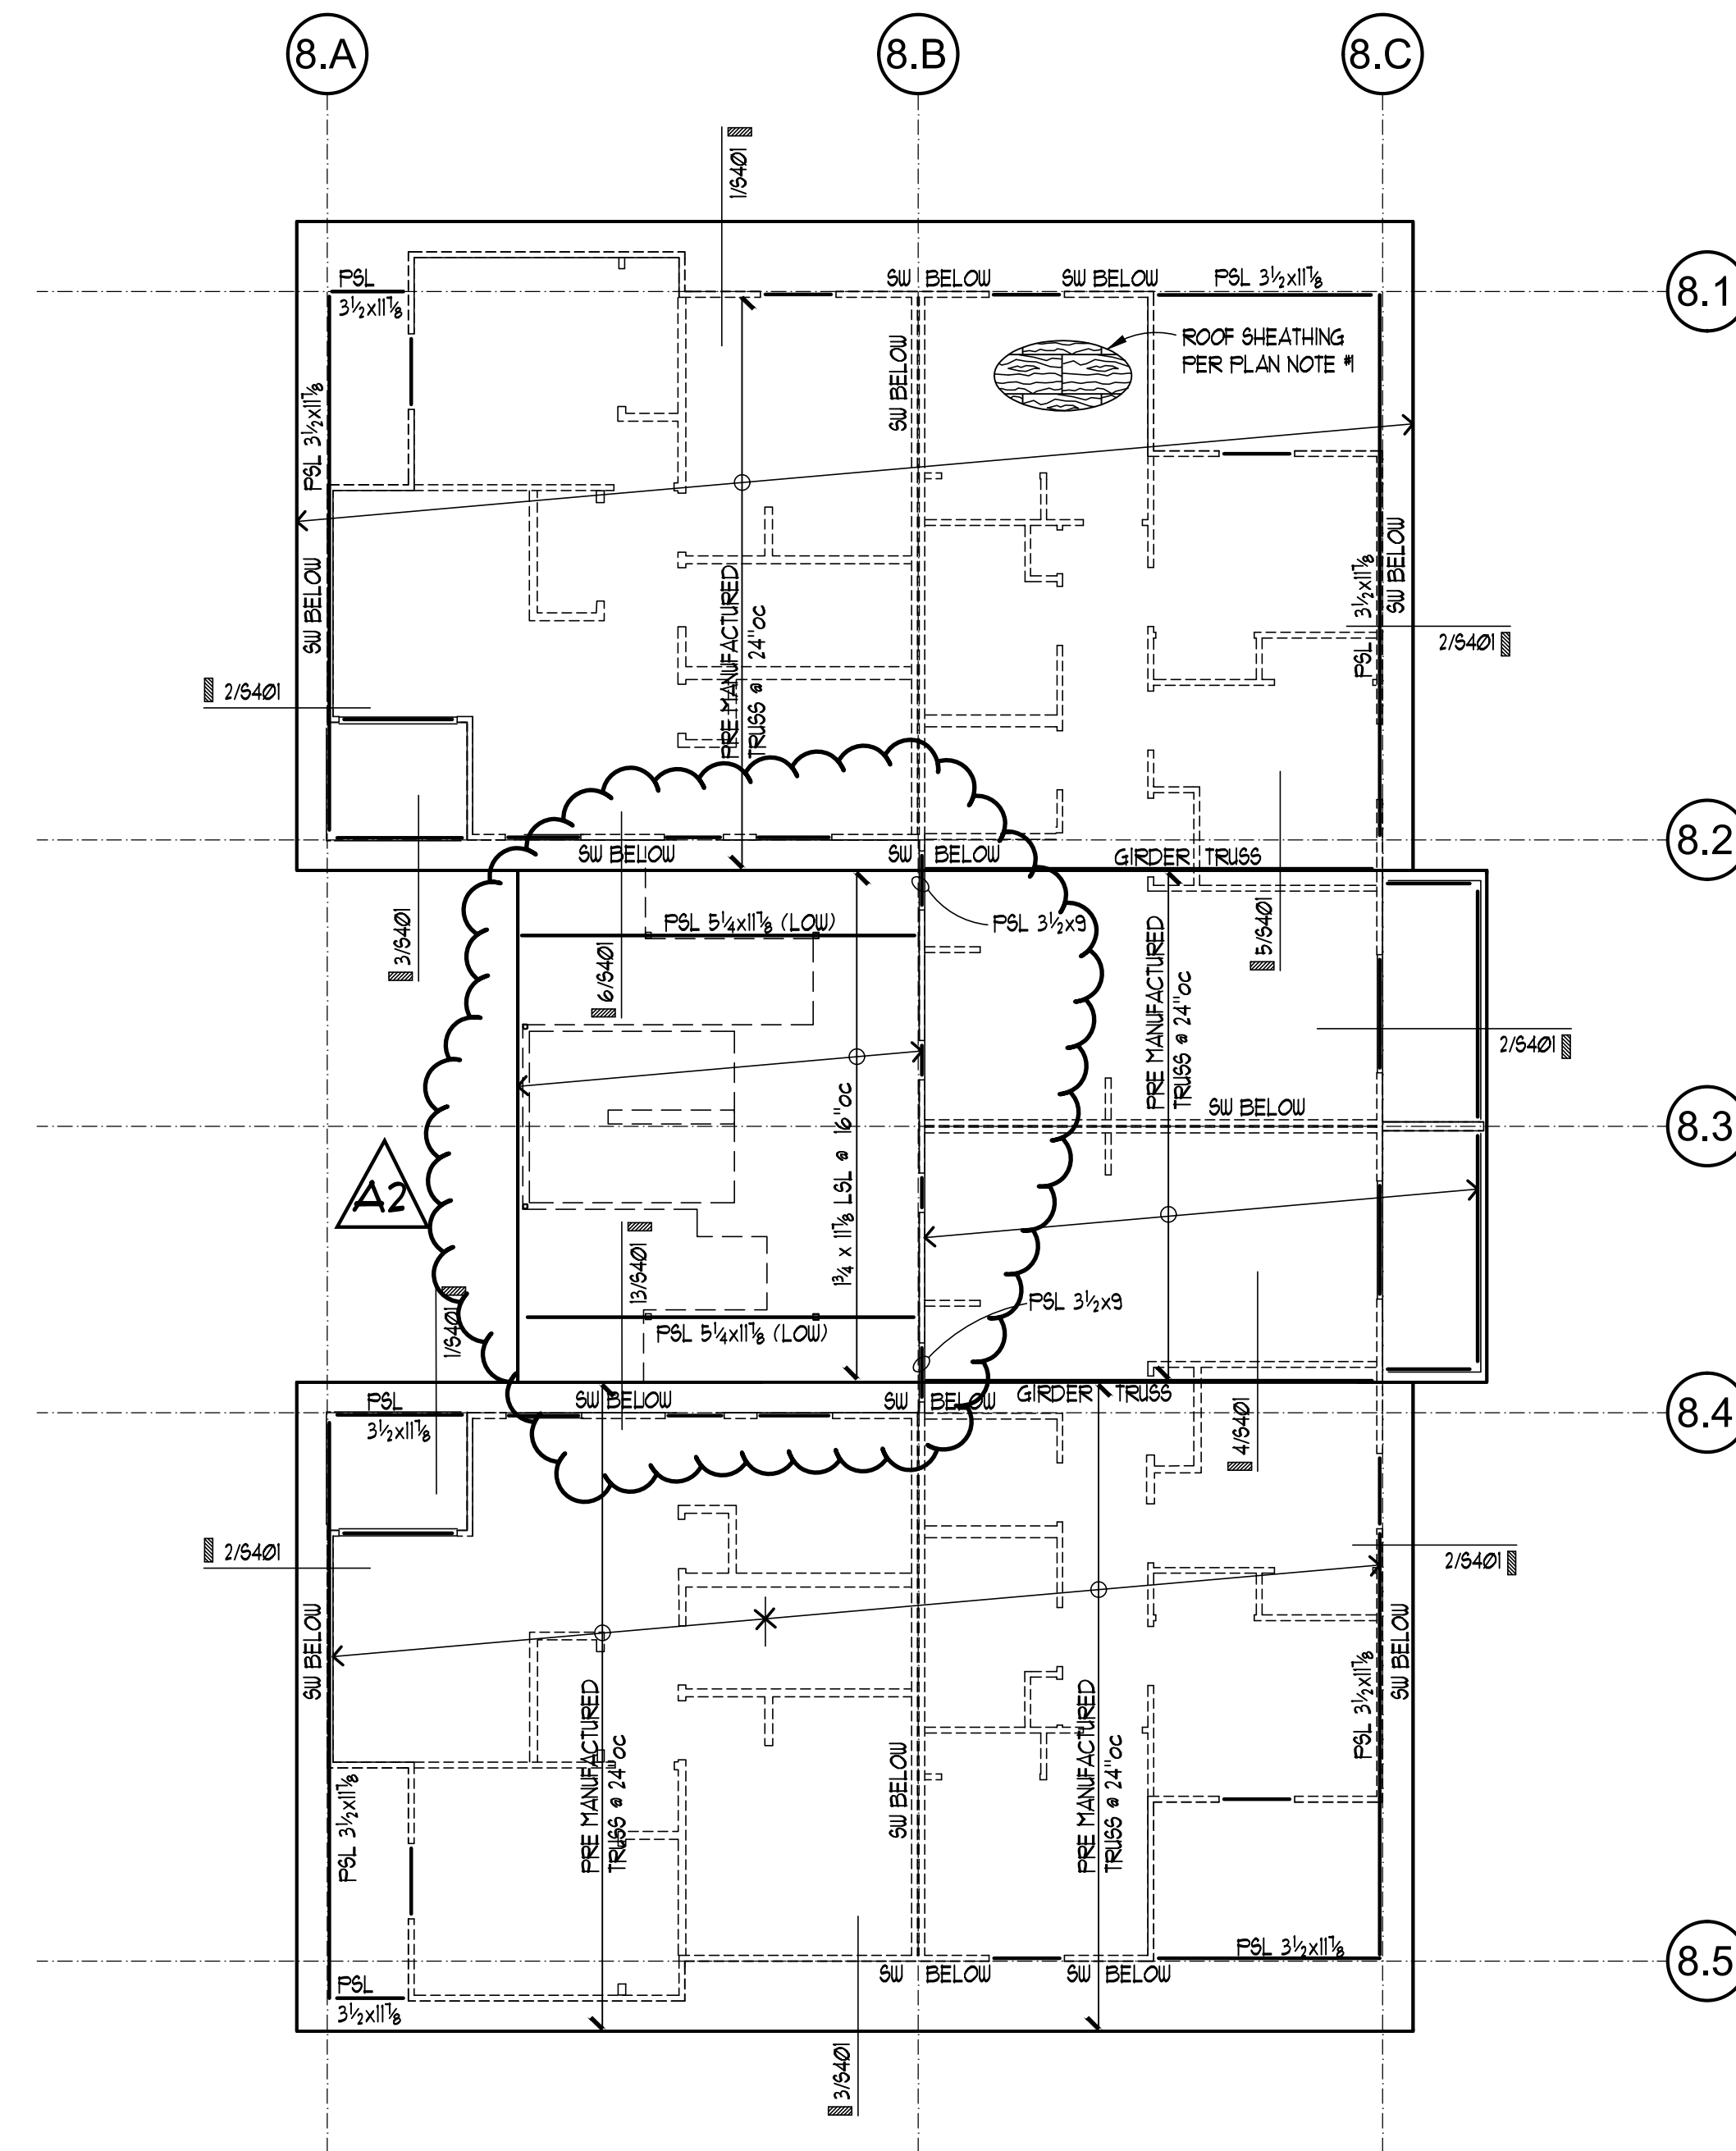 8.A
8.B
8.C
1/S401
8.1
PSL
3½x11⅞
SW BELOW
SW BELOW
PSL 3½x11⅞
ROOF SHEATHING
PER PLAN NOTE #1
SW BELOW
PSL 3½x11⅞
SW BELOW
PRE MANUFACTURED
TRUSS @ 24"OC
PSL 3½x11⅞
SW BELOW
2/S401
2/S401
8.2
SW BELOW
SW BELOW
GIRDER TRUSS
3/S401
6/S401
PSL 5¼x11⅞ (LOW)
PSL 3½x9
PRE MANUFACTURED
TRUSS @ 24"OC
5/S401
2/S401
8.3
SW BELOW
1¾ x 11⅞ LSL @ 16"OC
A2
1/S401
13/S401
PSL 5¼x11⅞ (LOW)
PSL 3½x9
8.4
PSL
3½x11⅞
SW BELOW
SW BELOW
GIRDER TRUSS
4/S401
2/S401
2/S401
SW BELOW
PRE MANUFACTURED
TRUSS @ 24"OC
SW BELOW
PRE MANUFACTURED
TRUSS @ 24"OC
PSL 3½x11⅞
SW BELOW
PSL 3½x11⅞
PSL 3½x11⅞
8.5
PSL
3½x11⅞
SW BELOW
SW BELOW
3/S401